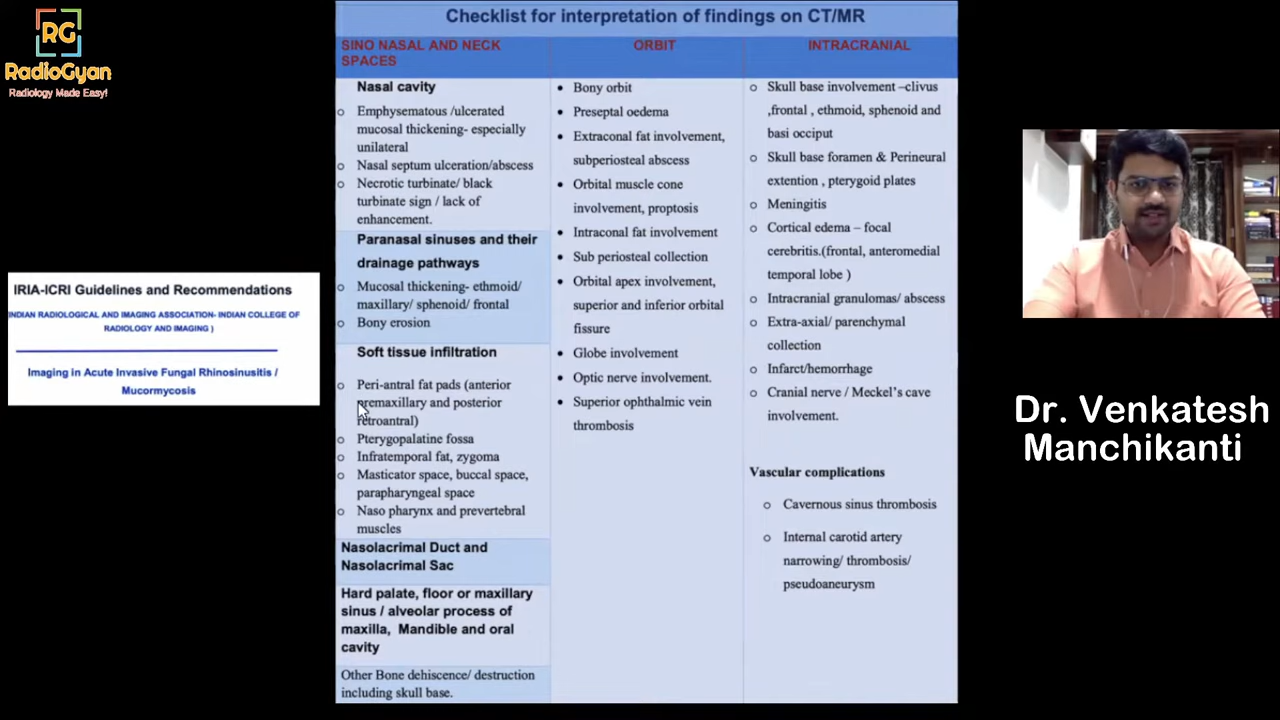 RG
RadioGyan
Radiology Made Easy!
IRIA-ICRI Guidelines and Recommendations
INDIAN RADIOLOGICAL AND IMAGING ASSOCIATION- INDIAN COLLEGE OF
RADIOLOGY AND IMAGING )
Imaging in Acute Invasive Fungal Rhinosinusitis /
Mucormycosis
Checklist for interpretation of findings on CT/MR
SINO NASAL AND NECK
SPACES
Nasal cavity
o Emphysematous /ulcerated
mucosal thickening- especially
unilateral
o Nasal septum ulceration/abscess
o Necrotic turbinate/ black
turbinate sign / lack of
enhancement.
Paranasal sinuses and their
drainage pathways
o Mucosal thickening- ethmoid/
maxillary/ sphenoid/ frontal
o Bony erosion
Soft tissue infiltration
o Peri-antral fat pads (anterior
premaxillary and posterior
retroantral)
o Pterygopalatine fossa
o Infratemporal fat, zygoma
o Masticator space, buccal space,
parapharyngeal space
o Naso pharynx and prevertebral
muscles
Nasolacrimal Duct and
Nasolacrimal Sac
Hard palate, floor or maxillary
sinus / alveolar process of
maxilla, Mandible and oral
cavity
Other Bone dehiscence/ destruction
including skull base.
ORBIT
• Bony orbit
• Preseptal oedema
• Extraconal fat involvement,
subperiosteal abscess
• Orbital muscle cone
involvement, proptosis
• Intraconal fat involvement
• Sub periosteal collection
• Orbital apex involvement,
superior and inferior orbital
fissure
• Globe involvement
• Optic nerve involvement.
• Superior ophthalmic vein
thrombosis
INTRACRANIAL
o Skull base involvement –clivus
,frontal , ethmoid, sphenoid and
basi occiput
o Skull base foramen & Perineural
extention , pterygoid plates
o Meningitis
o Cortical edema – focal
cerebritis.(frontal, anteromedial
temporal lobe )
o Intracranial granulomas/ abscess
o Extra-axial/ parenchymal
collection
o Infarct/hemorrhage
o Cranial nerve / Meckel's cave
involvement.
Vascular complications
o Cavernous sinus thrombosis
o Internal carotid artery
narrowing/ thrombosis/
pseudoaneurysm
Dr. Venkatesh
Manchikanti